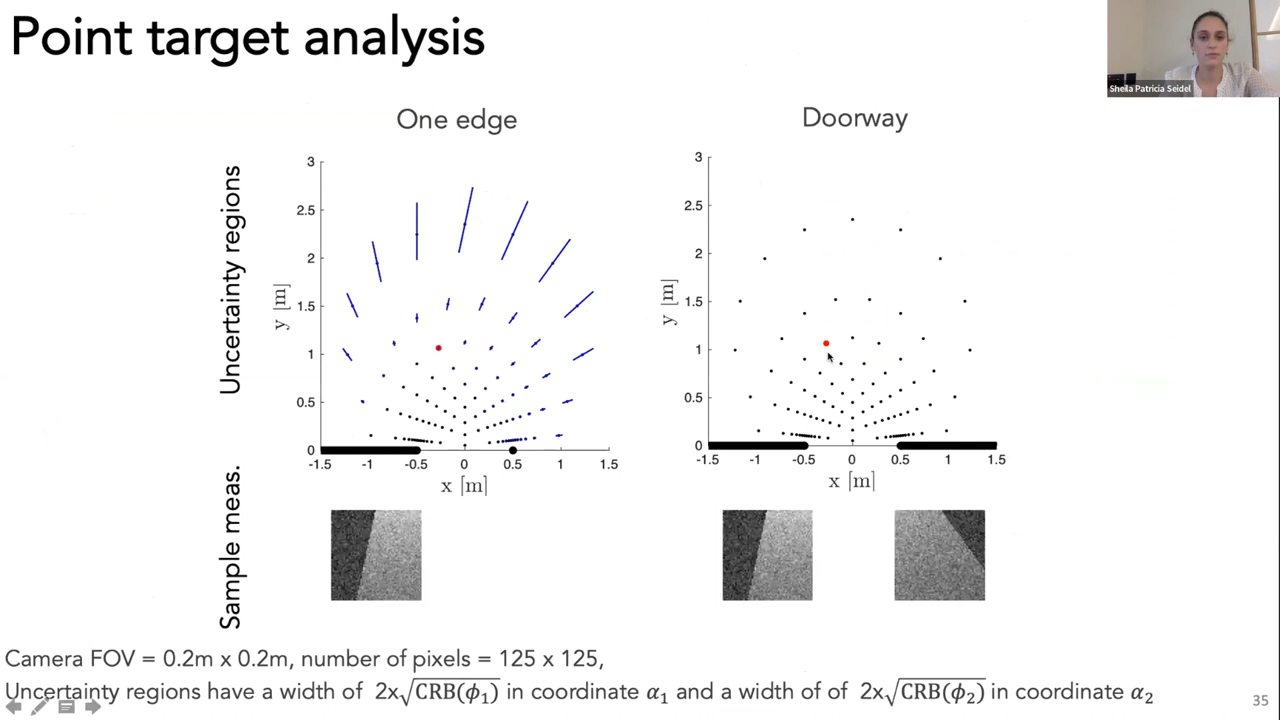 Point target analysis
Sheila Patricia Seidel
One edge
Doorway
Uncertainty regions
3
2.5
2
1.5
1
0.5
0
y [m]
-1.5 -1 -0.5 0 0.5 1 1.5
x [m]
3
2.5
2
1.5
1
0.5
0
y [m]
-1.5 -1 -0.5 0 0.5 1 1.5
x [m]
Sample meas.
Camera FOV = 0.2m x 0.2m, number of pixels = 125 x 125,
Uncertainty regions have a width of 2x√CRB(ϕ₁) in coordinate α₁ and a width of of 2x√CRB(ϕ₂) in coordinate α₂
35